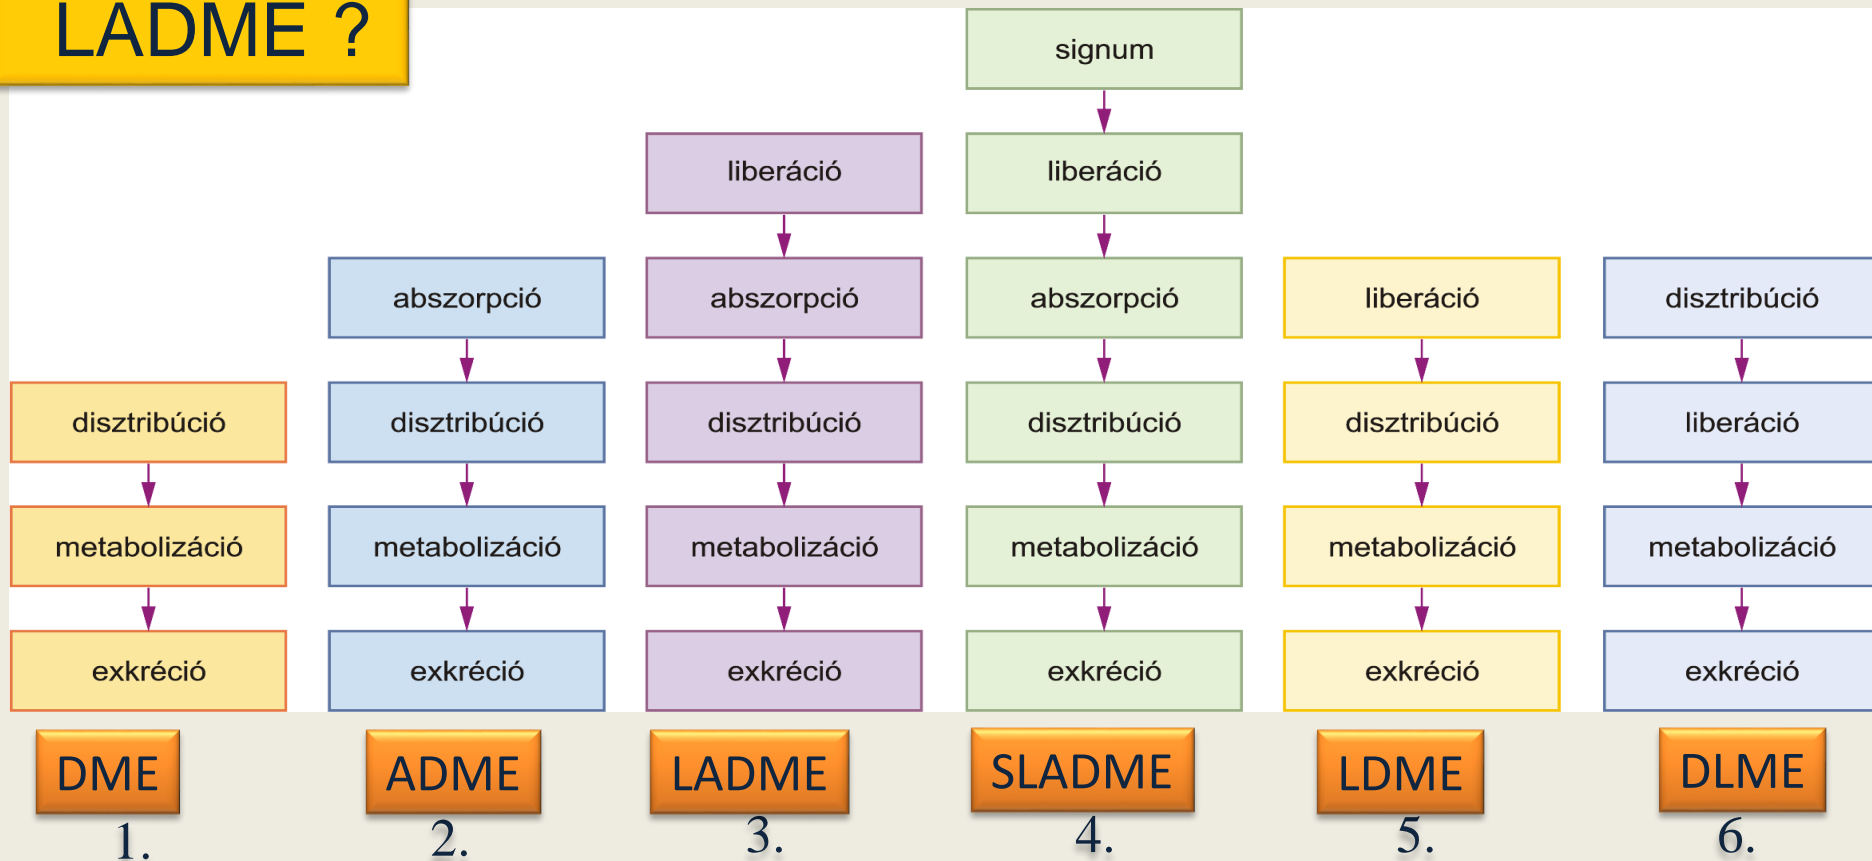 LADME ?
disztribúció
metabolizáció
exkréció
DME
1.
abszorpció
disztribúció
metabolizáció
exkréció
ADME
2.
liberáció
abszorpció
disztribúció
metabolizáció
exkréció
LADME
3.
signum
liberáció
abszorpció
disztribúció
metabolizáció
exkréció
SLADME
4.
liberáció
disztribúció
metabolizáció
exkréció
LDME
5.
disztribúció
liberáció
metabolizáció
exkréció
DLME
6.